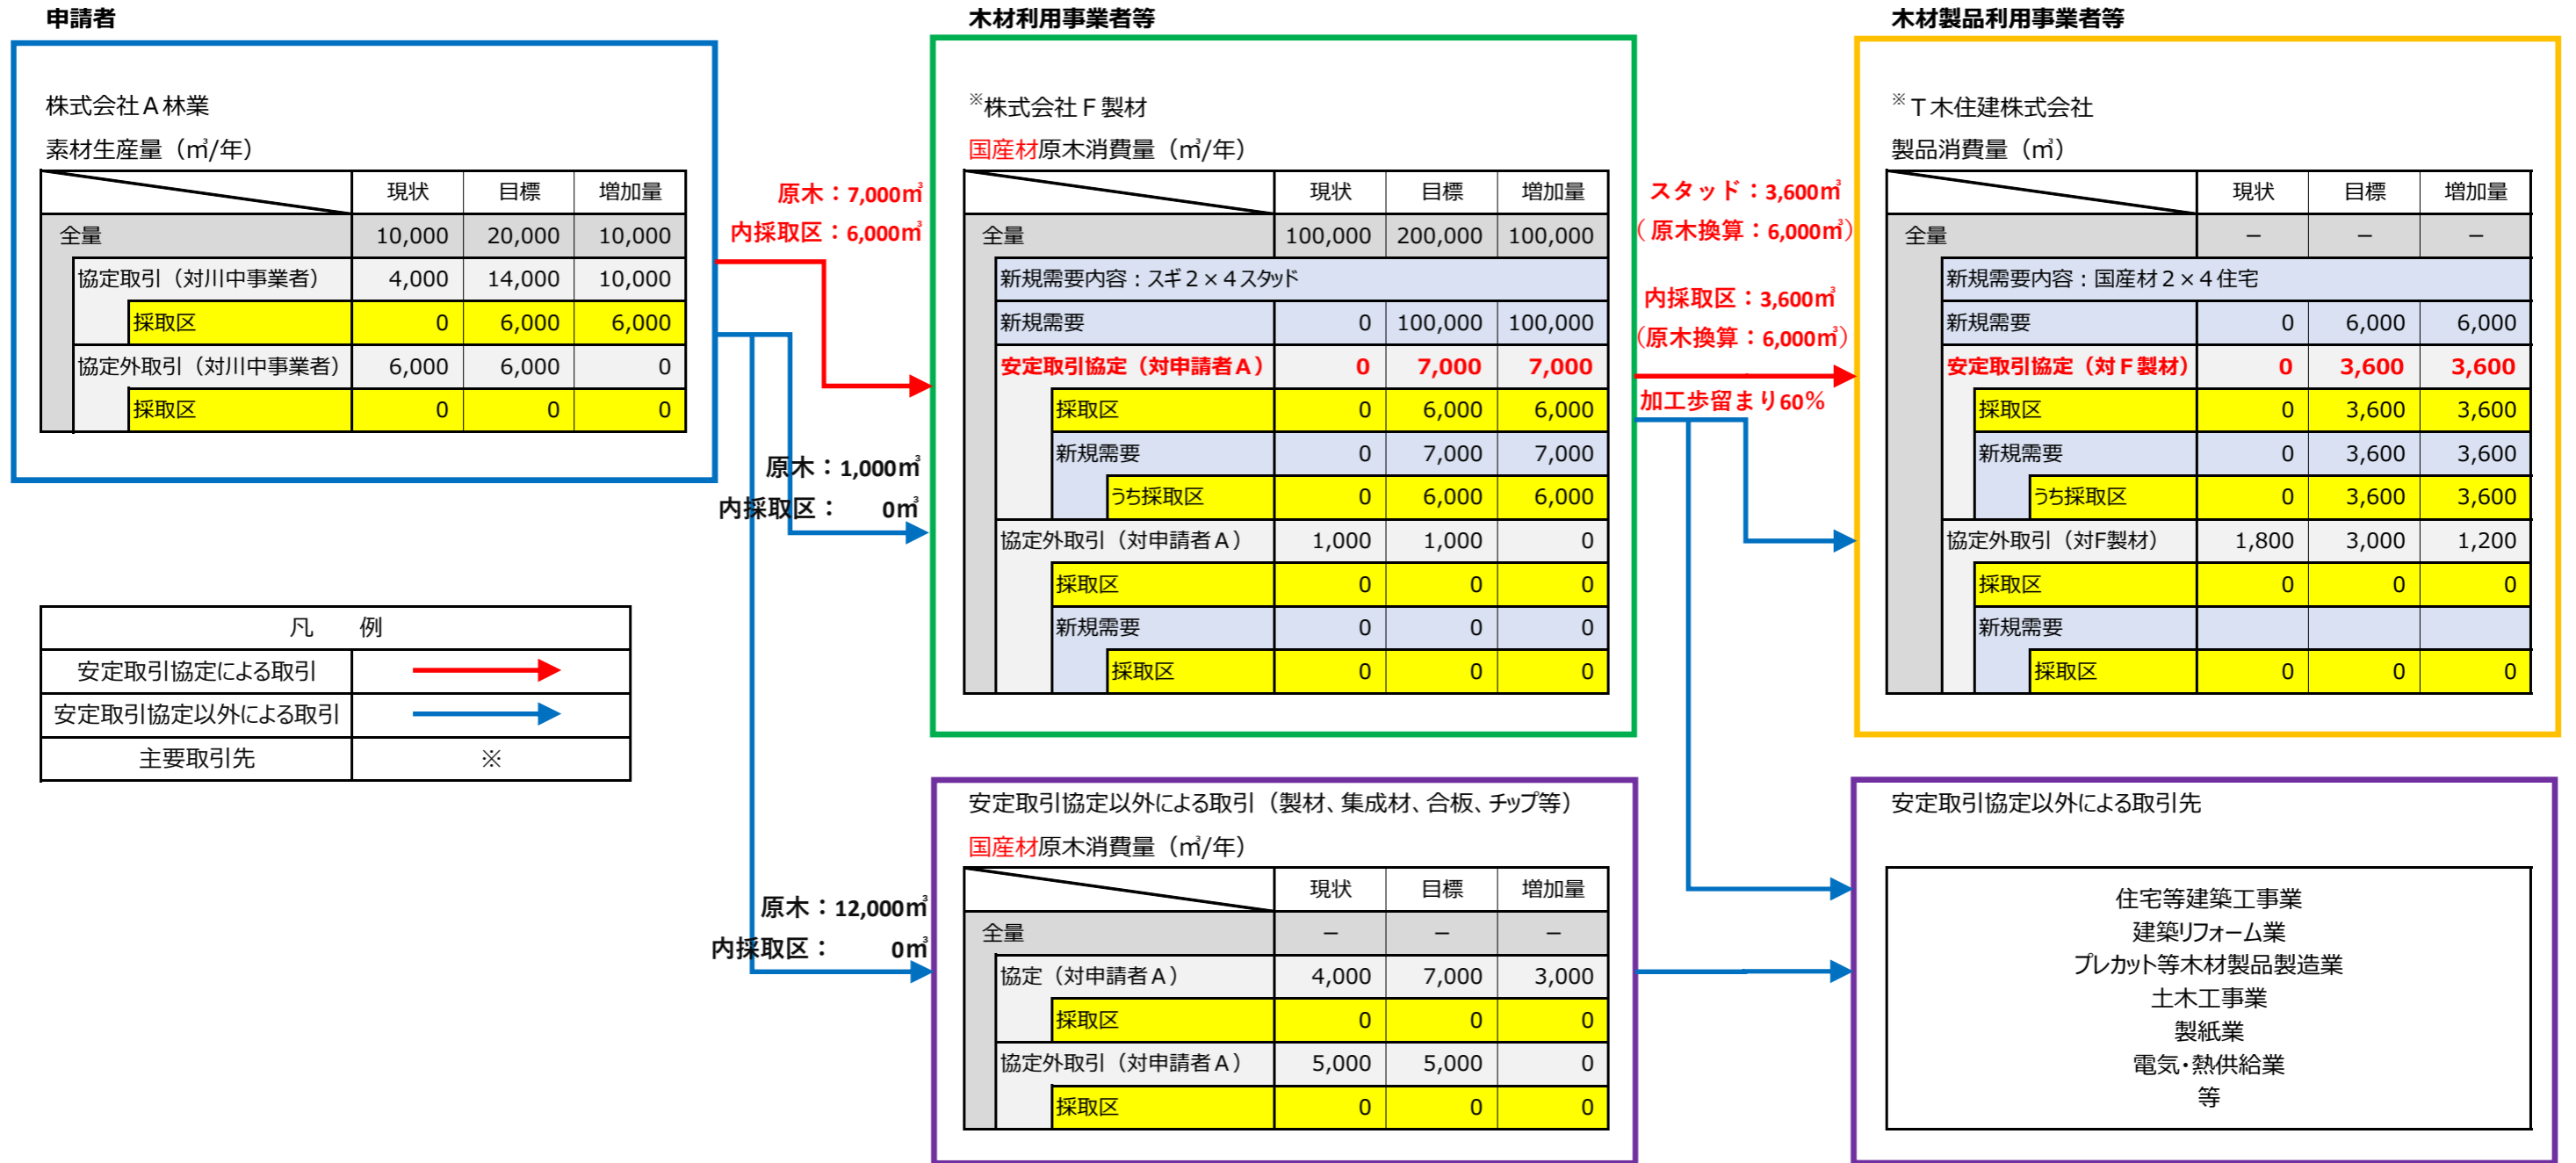 申請者
株式会社A林業
素材生産量（㎥/年）
現状 目標 増加量
全量 10,000 20,000 10,000
協定取引（対川中事業者） 4,000 14,000 10,000
採取区 0 6,000 6,000
協定外取引（対川中事業者） 6,000 6,000 0
採取区 0 0 0
凡　例
安定取引協定による取引
安定取引協定以外による取引
主要取引先 ※
原木：7,000㎥
内採取区：6,000㎥
原木：1,000㎥
内採取区：　0㎥
原木：12,000㎥
内採取区：　0㎥
木材利用事業者等
※株式会社F製材
国産材原木消費量（㎥/年）
現状 目標 増加量
全量 100,000 200,000 100,000
新規需要内容：スギ2×4スタッド
新規需要 0 100,000 100,000
安定取引協定（対申請者A） 0 7,000 7,000
採取区 0 6,000 6,000
新規需要 0 7,000 7,000
うち採取区 0 6,000 6,000
協定外取引（対申請者A） 1,000 1,000 0
採取区 0 0 0
新規需要 0 0 0
採取区 0 0 0
安定取引協定以外による取引（製材、集成材、合板、チップ等）
国産材原木消費量（㎥/年）
現状 目標 増加量
全量 － － －
協定（対申請者A） 4,000 7,000 3,000
採取区 0 0 0
協定外取引（対申請者A） 5,000 5,000 0
採取区 0 0 0
スタッド：3,600㎥
（原木換算：6,000㎥）
内採取区：3,600㎥
（原木換算：6,000㎥）
加工歩留まり60％
木材製品利用事業者等
※T木住建株式会社
製品消費量（㎥）
現状 目標 増加量
全量 － － －
新規需要内容：国産材2×4住宅
新規需要 0 6,000 6,000
安定取引協定（対F製材） 0 3,600 3,600
採取区 0 3,600 3,600
新規需要 0 3,600 3,600
うち採取区 0 3,600 3,600
協定外取引（対F製材） 1,800 3,000 1,200
採取区 0 0 0
新規需要
採取区 0 0 0
安定取引協定以外による取引先
住宅等建築工事業
建築リフォーム業
プレカット等木材製品製造業
土木工事業
製紙業
電気・熱供給業
等